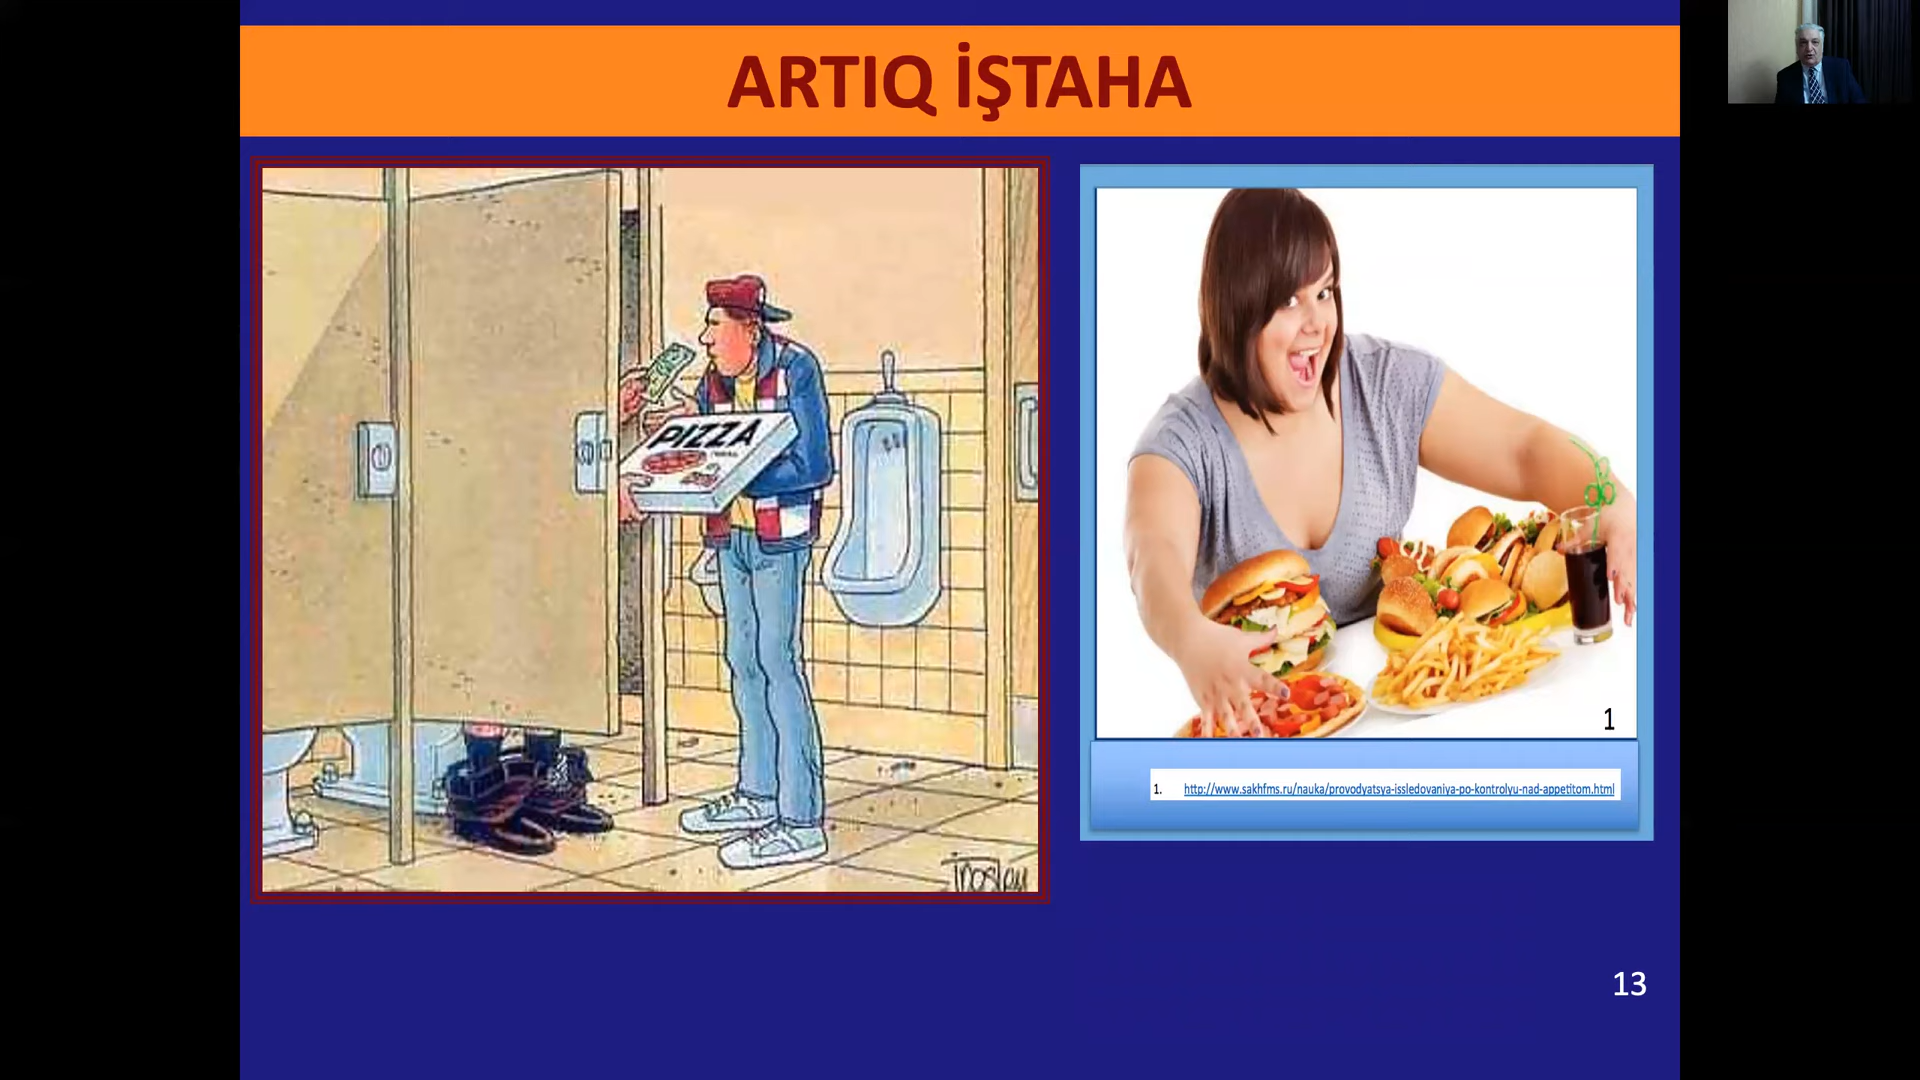 ARTIQ İŞTAHA
PIZZA
1
1. http://www.sakhfms.ru/nauka/provodyatsya-issledovaniya-po-kontrolyu-nad-appetitom.html
13